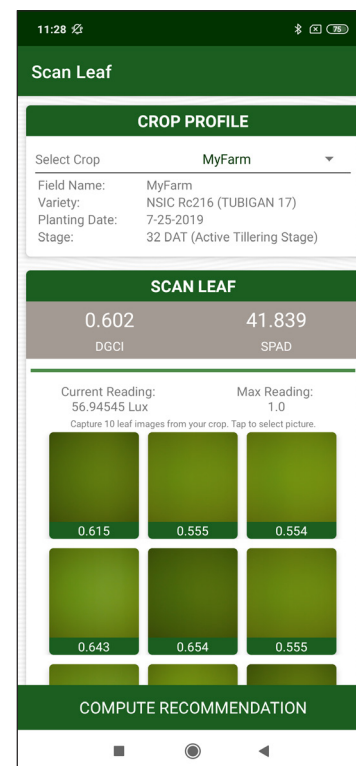 11:28 75
Scan Leaf
CROP PROFILE
Select Crop MyFarm
Field Name: MyFarm
Variety: NSIC Rc216 (TUBIGAN 17)
Planting Date: 7-25-2019
Stage: 32 DAT (Active Tillering Stage)
SCAN LEAF
0.602 41.839
DGCI SPAD
Current Reading: Max Reading:
56.94545 Lux 1.0
Capture 10 leaf images from your crop. Tap to select picture.
0.615 0.555 0.554
0.643 0.654 0.555
COMPUTE RECOMMENDATION